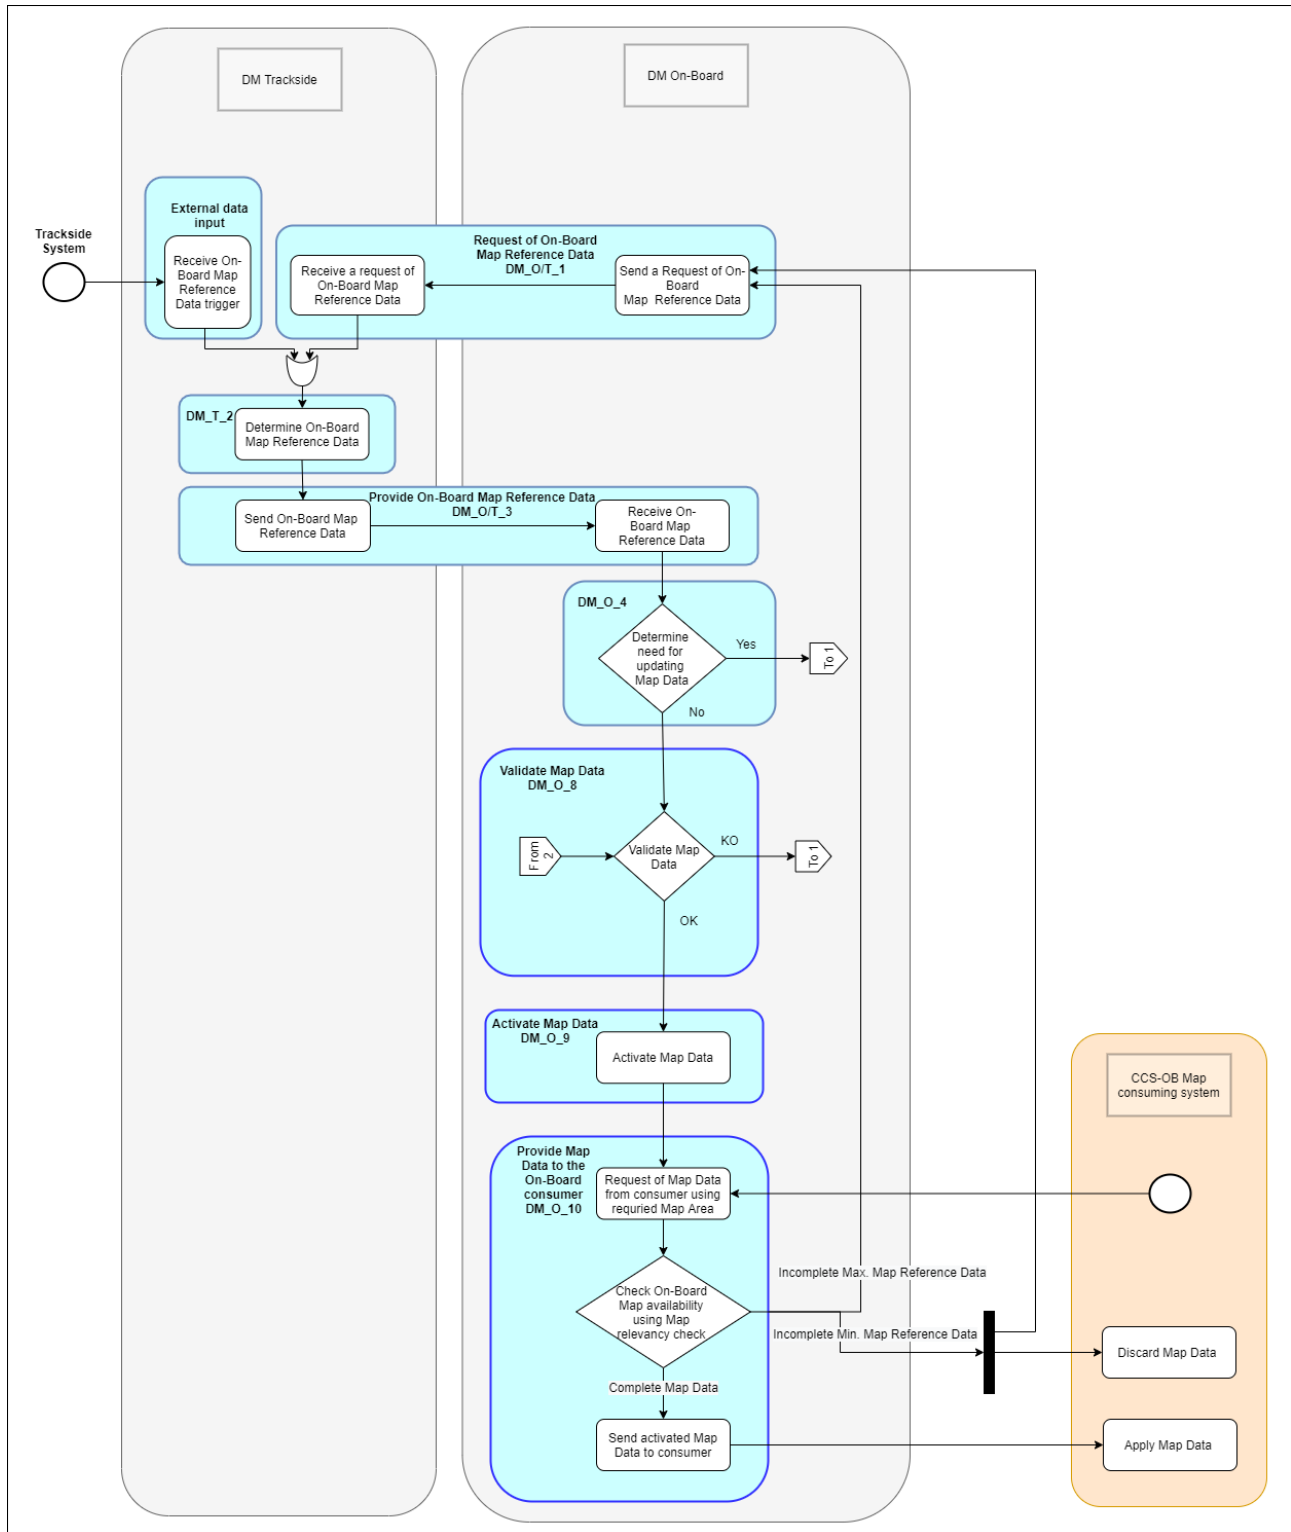 DM Trackside
DM On-Board
External data
input
Trackside
System
Receive On-
Board Map
Reference
Data trigger
Request of On-Board
Map Reference Data
DM_O/T_1
Receive a request of
On-Board Map
Reference Data
Send a Request of On-
Board
Map Reference Data
DM_T_2
Determine On-Board
Map Reference Data
Provide On-Board Map Reference Data
DM_O/T_3
Send On-Board Map
Reference Data
Receive On-
Board Map
Reference Data
DM_O_4
Determine
need for
updating
Map Data
Yes
To 1
No
Validate Map Data
DM_O_8
From
2
Validate Map
Data
KO
To 1
OK
Activate Map Data
DM_O_9
Activate Map Data
CCS-OB Map
consuming system
Provide Map
Data to the
On-Board
consumer
DM_O_10
Request of Map Data
from consumer using
requried Map Area
Incomplete Max. Map Reference Data
Check On-Board
Map availability
using Map
relevancy check
Incomplete Min. Map Reference Data
Discard Map Data
Complete Map Data
Send activated Map
Data to consumer
Apply Map Data